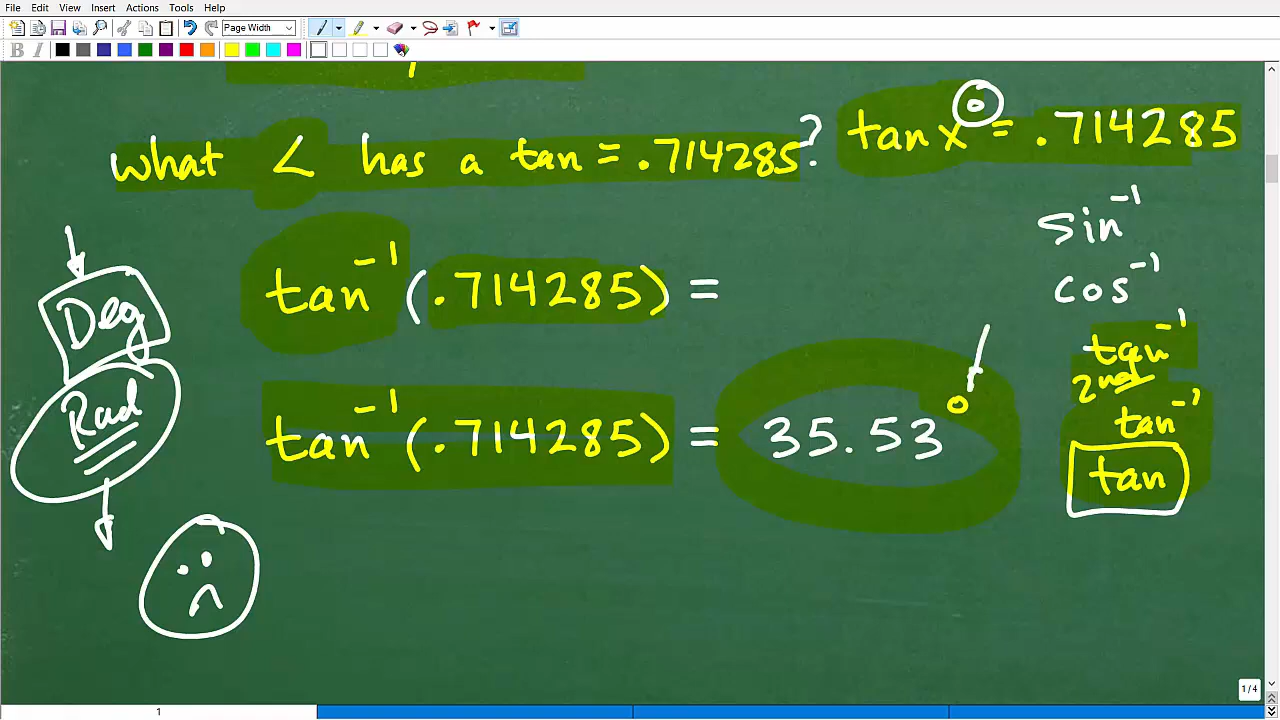 File Edit View Insert Actions Tools Help
Page Width
B I
what ∠ has a tan = .714285? tan x° = .714285
sin⁻¹
tan⁻¹(.714285) =
cos⁻¹
Deg
tan⁻¹
2nd
Rad
tan⁻¹(.714285) = 35.53°
tan⁻¹
tan
1/4
1